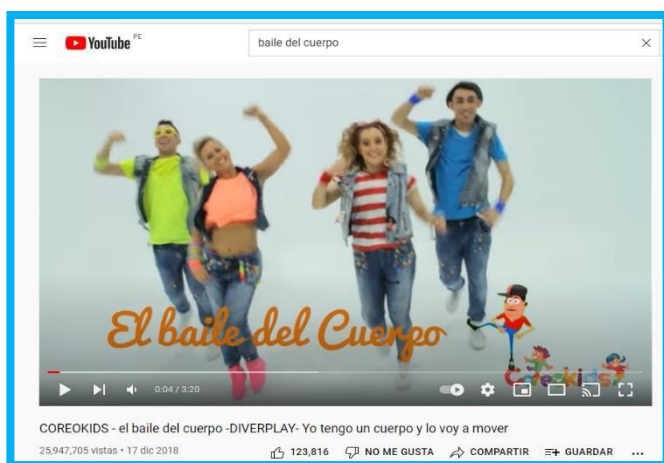 YouTube PE
baile del cuerpo
El baile del Cuerpo
Coreokids
0:04 / 3:20
COREOKIDS - el baile del cuerpo -DIVERPLAY- Yo tengo un cuerpo y lo voy a mover
25,947,705 vistas • 17 dic 2018
123,816 NO ME GUSTA COMPARTIR GUARDAR